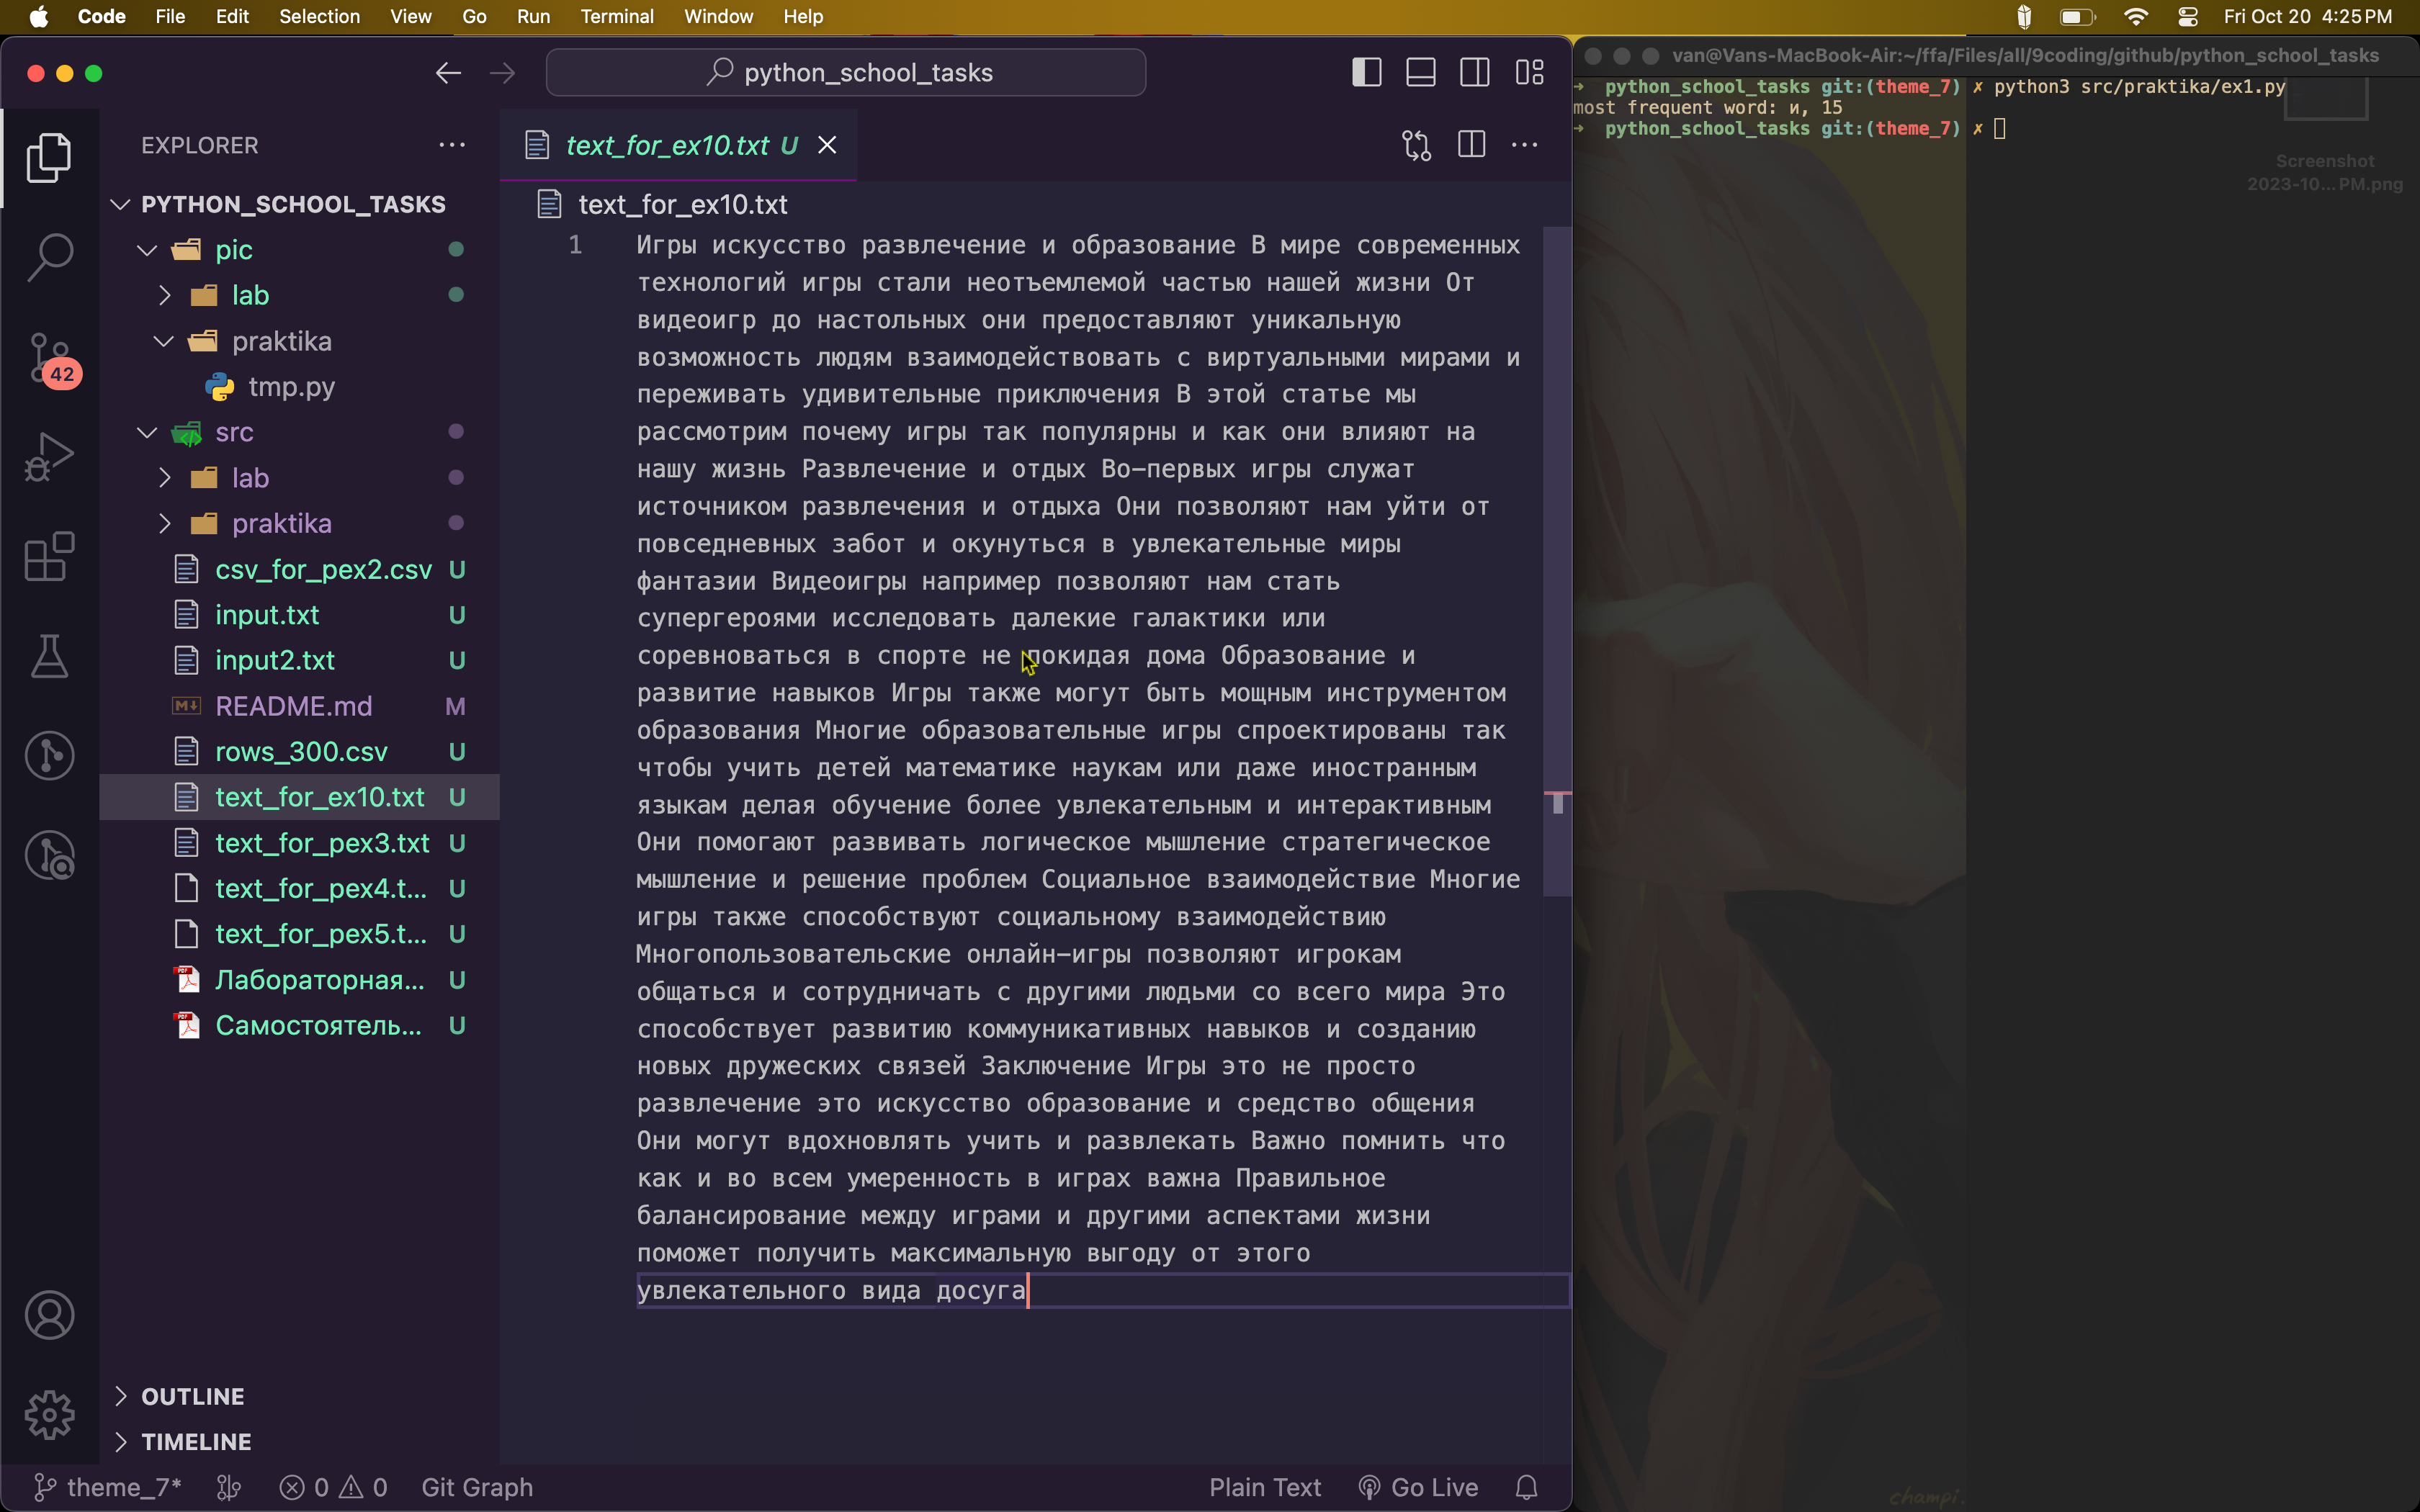 Code File Edit Selection View Go Run Terminal Window Help Fri Oct 20 4:25 PM
python_school_tasks
EXPLORER
PYTHON_SCHOOL_TASKS
pic
lab
praktika
tmp.py
src
lab
praktika
csv_for_pex2.csv U
input.txt U
input2.txt U
README.md M
rows_300.csv U
text_for_ex10.txt U
text_for_pex3.txt U
text_for_pex4.t... U
text_for_pex5.t... U
Лабораторная... U
Самостоятель... U
OUTLINE
TIMELINE
42
text_for_ex10.txt U
text_for_ex10.txt
1 Игры искусство развлечение и образование В мире современных
технологий игры стали неотъемлемой частью нашей жизни От
видеоигр до настольных они предоставляют уникальную
возможность людям взаимодействовать с виртуальными мирами и
переживать удивительные приключения В этой статье мы
рассмотрим почему игры так популярны и как они влияют на
нашу жизнь Развлечение и отдых Во-первых игры служат
источником развлечения и отдыха Они позволяют нам уйти от
повседневных забот и окунуться в увлекательные миры
фантазии Видеоигры например позволяют нам стать
супергероями исследовать далекие галактики или
соревноваться в спорте не покидая дома Образование и
развитие навыков Игры также могут быть мощным инструментом
образования Многие образовательные игры спроектированы так
чтобы учить детей математике наукам или даже иностранным
языкам делая обучение более увлекательным и интерактивным
Они помогают развивать логическое мышление стратегическое
мышление и решение проблем Социальное взаимодействие Многие
игры также способствуют социальному взаимодействию
Многопользовательские онлайн-игры позволяют игрокам
общаться и сотрудничать с другими людьми со всего мира Это
способствует развитию коммуникативных навыков и созданию
новых дружеских связей Заключение Игры это не просто
развлечение это искусство образование и средство общения
Они могут вдохновлять учить и развлекать Важно помнить что
как и во всем умеренность в играх важна Правильное
балансирование между играми и другими аспектами жизни
поможет получить максимальную выгоду от этого
увлекательного вида досуга
theme_7* 0 0 Git Graph Plain Text Go Live
van@Vans-MacBook-Air:~/ffa/Files/all/9coding/github/python_school_tasks
→ python_school_tasks git:(theme_7) ✗ python3 src/praktika/ex1.py
most frequent word: и, 15
→ python_school_tasks git:(theme_7) ✗
Screenshot
2023-10...PM.png
champi.